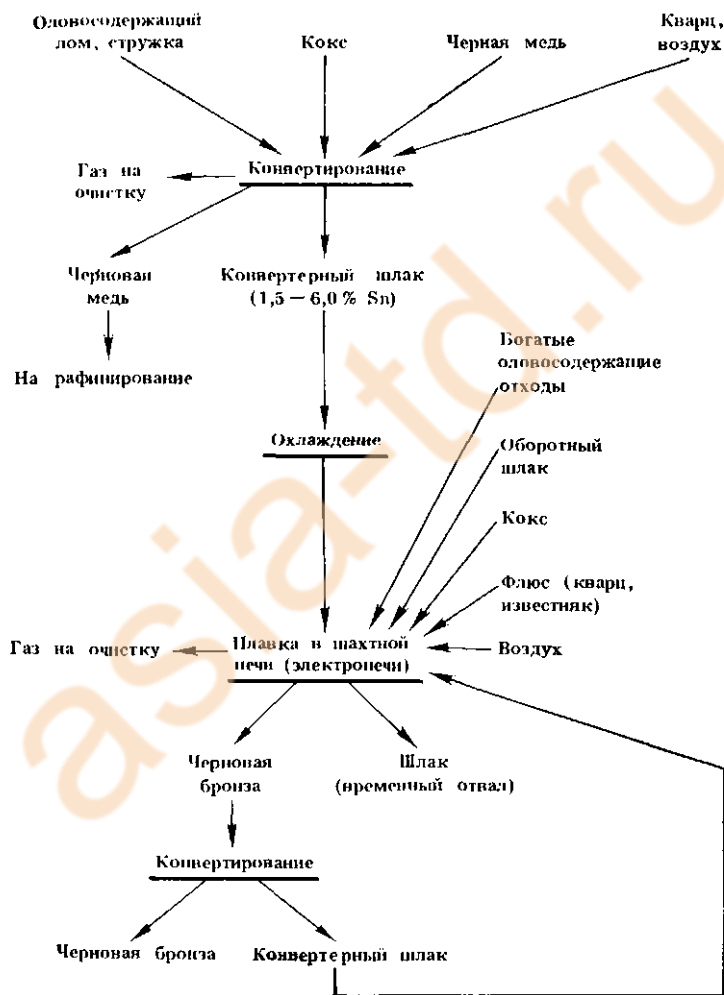 Оловосодержащий
лом, стружка
Кокс
Черная медь
Кварц,
воздух
Газ на
очистку
Конвертирование
Черновая
медь
Конвертерный шлак
(1,5 — 6,0 % Sn)
На рафинирование
Богатые
оловосодержащие
отходы
Охлаждение
Оборотный
шлак
Кокс
Флюс (кварц,
известняк)
Газ на очистку
Плавка в шахтной
печи (электропечи)
Воздух
Черновая
бронза
Шлак
(временный отвал)
Конвертирование
Черновая бронза
Конвертерный шлак
asia-td.ru